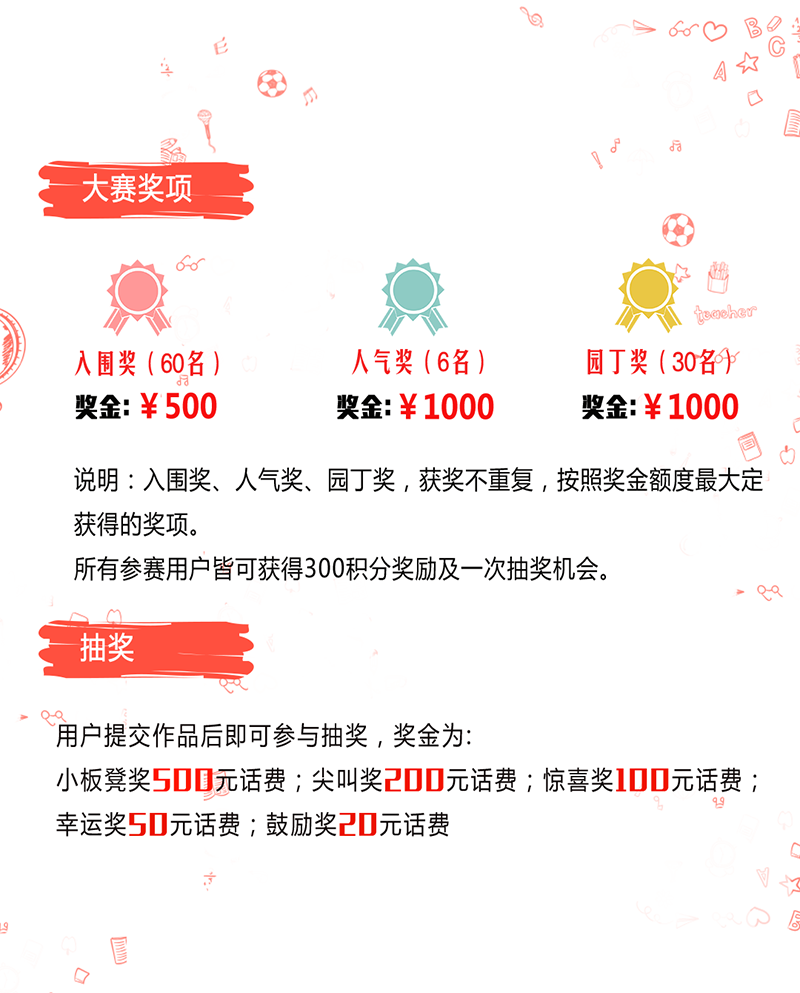 B
C
A
大赛奖项
teacher
入围奖（60名）
人气奖（6名）
园丁奖（30名）
奖金:￥500
奖金:￥1000
奖金:￥1000
说明：入围奖、人气奖、园丁奖，获奖不重复，按照奖金额度最大定
获得的奖项。
所有参赛用户皆可获得300积分奖励及一次抽奖机会。
抽奖
用户提交作品后即可参与抽奖，奖金为:
小板凳奖500元话费；尖叫奖200元话费；惊喜奖100元话费；
幸运奖50元话费；鼓励奖20元话费